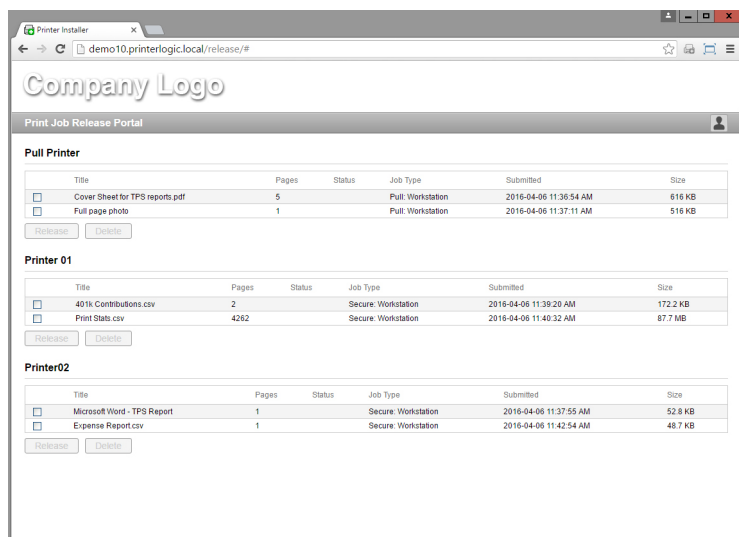 Printer Installer
demo10.printerlogic.local/release/#
Company Logo
Print Job Release Portal
Pull Printer
Title Pages Status Job Type Submitted Size
Cover Sheet for TPS reports.pdf 5 Pull: Workstation 2016-04-06 11:36:54 AM 616 KB
Full page photo 1 Pull: Workstation 2016-04-06 11:37:11 AM 516 KB
Release Delete
Printer 01
Title Pages Status Job Type Submitted Size
401k Contributions.csv 2 Secure: Workstation 2016-04-06 11:39:20 AM 172.2 KB
Print Stats.csv 4262 Secure: Workstation 2016-04-06 11:40:32 AM 87.7 MB
Release Delete
Printer02
Title Pages Status Job Type Submitted Size
Microsoft Word - TPS Report 1 Secure: Workstation 2016-04-06 11:37:55 AM 52.8 KB
Expense Report.csv 1 Secure: Workstation 2016-04-06 11:42:54 AM 48.7 KB
Release Delete